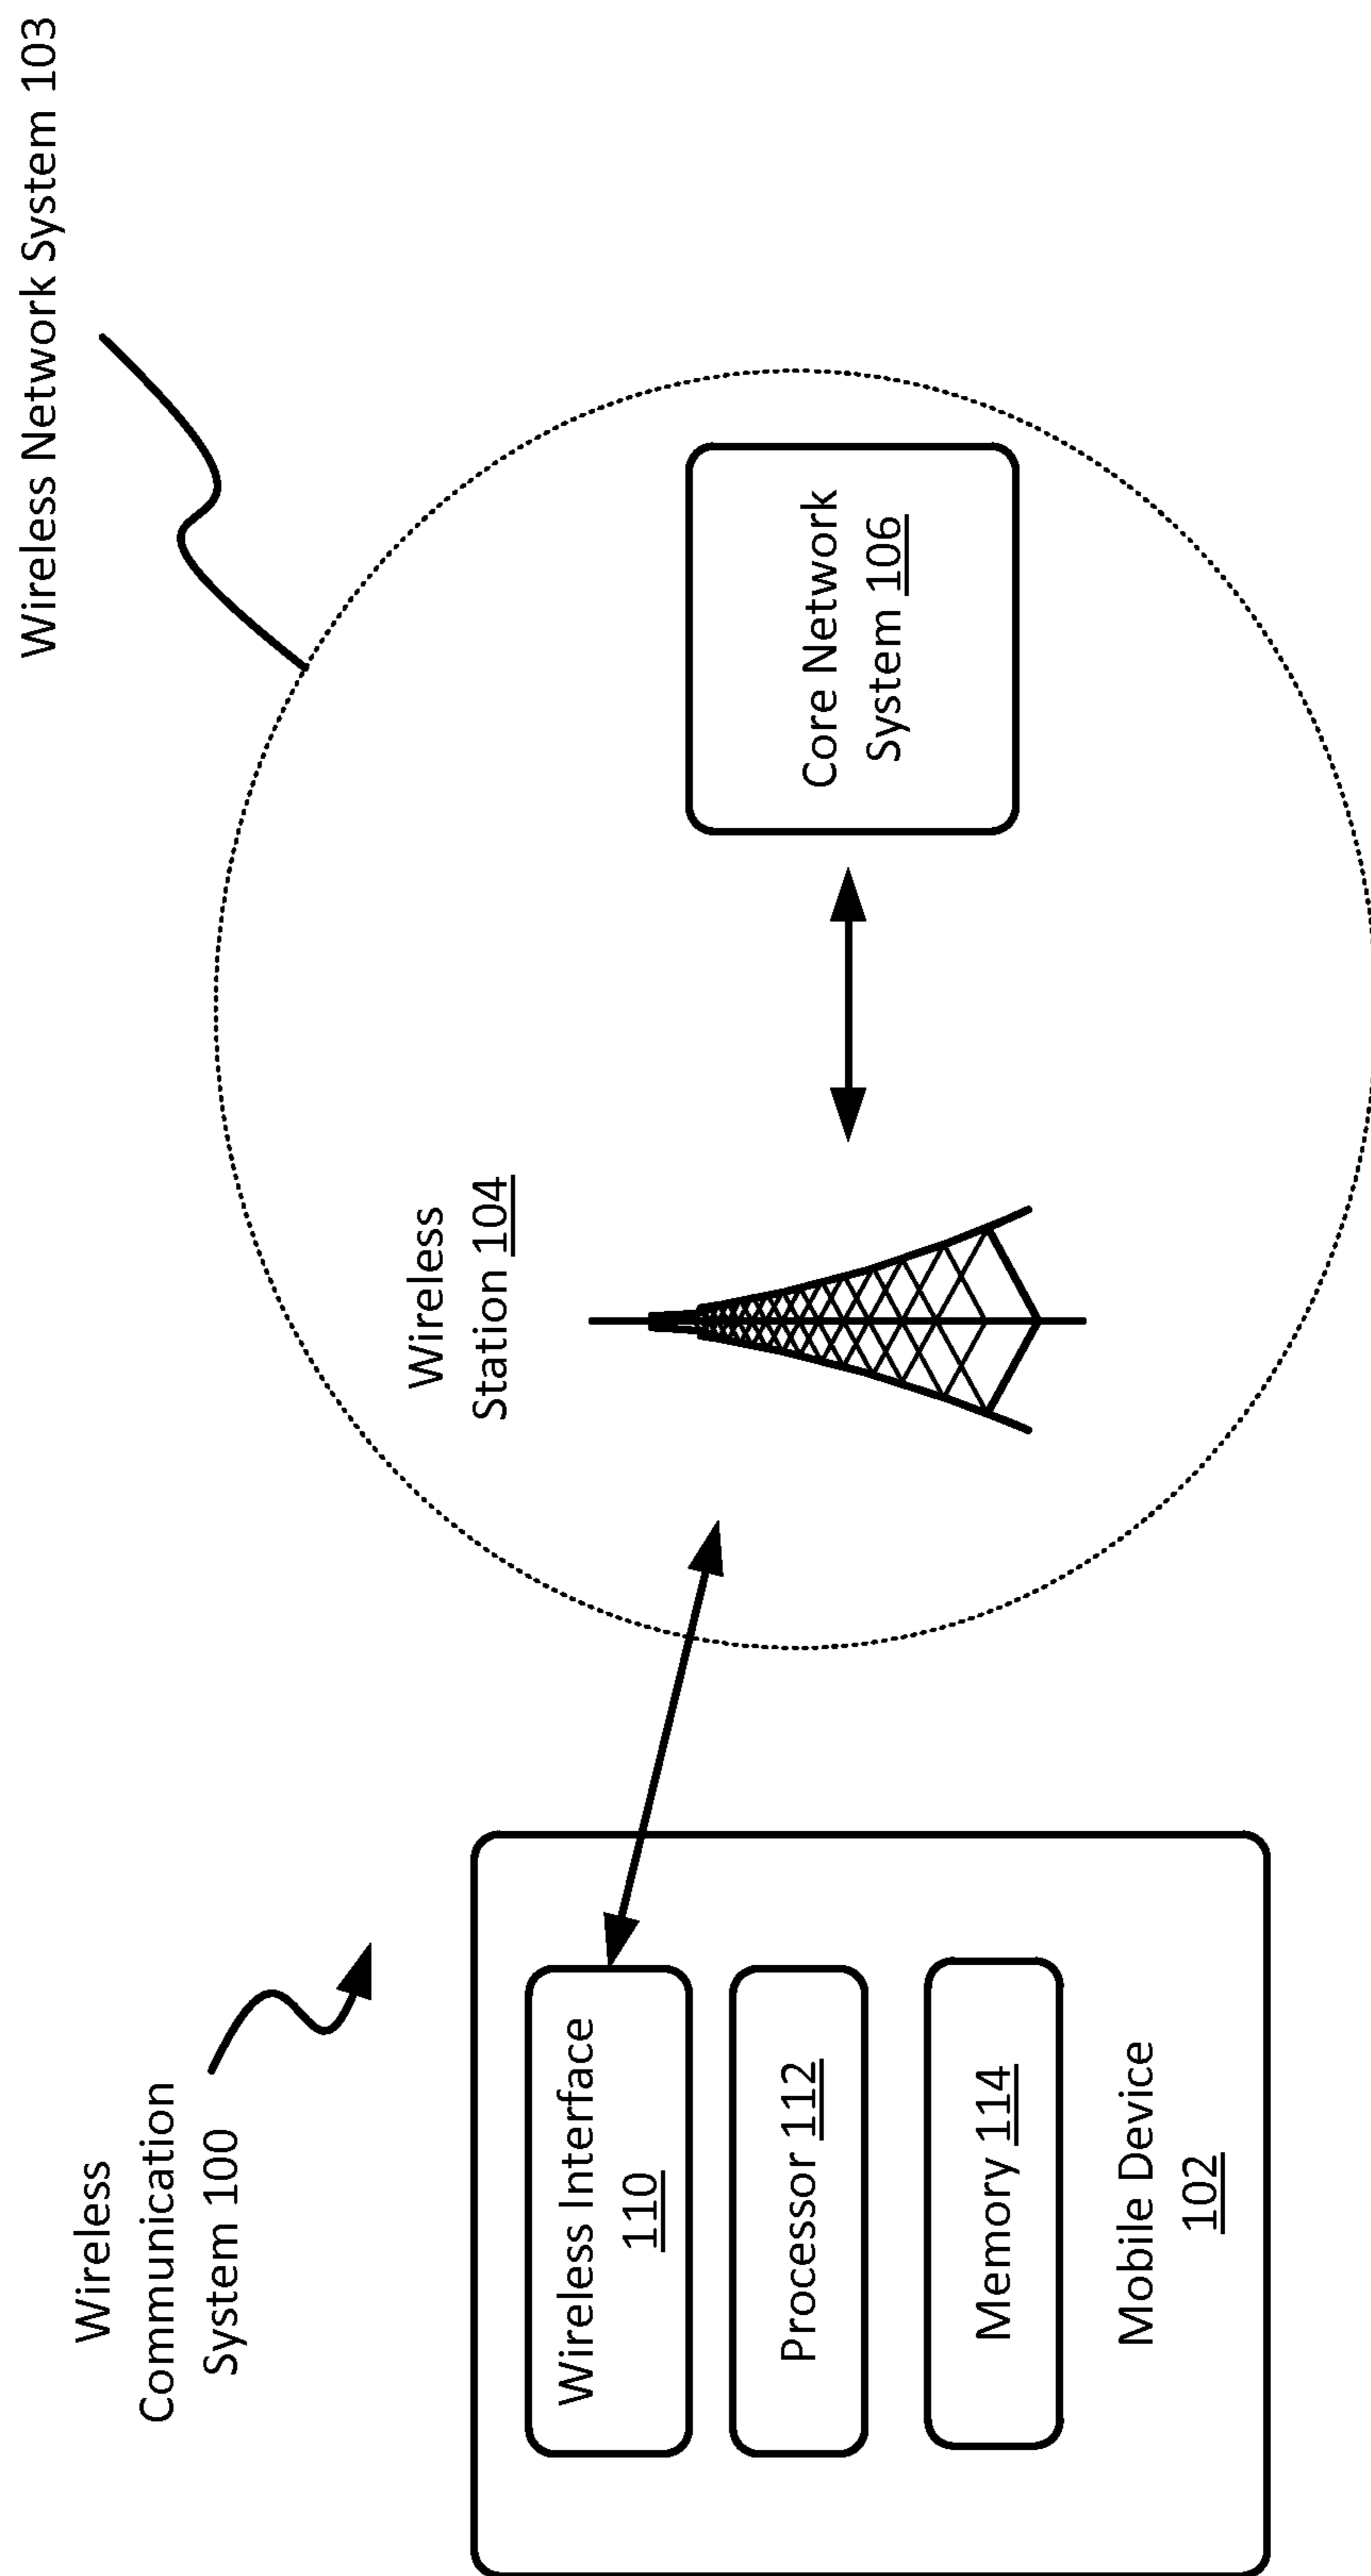 Wireless
Communication
System 100
Wireless Network System 103
Wireless Interface
110
Processor 112
Memory 114
Mobile Device
102
Wireless
Station 104
Core Network
System 106